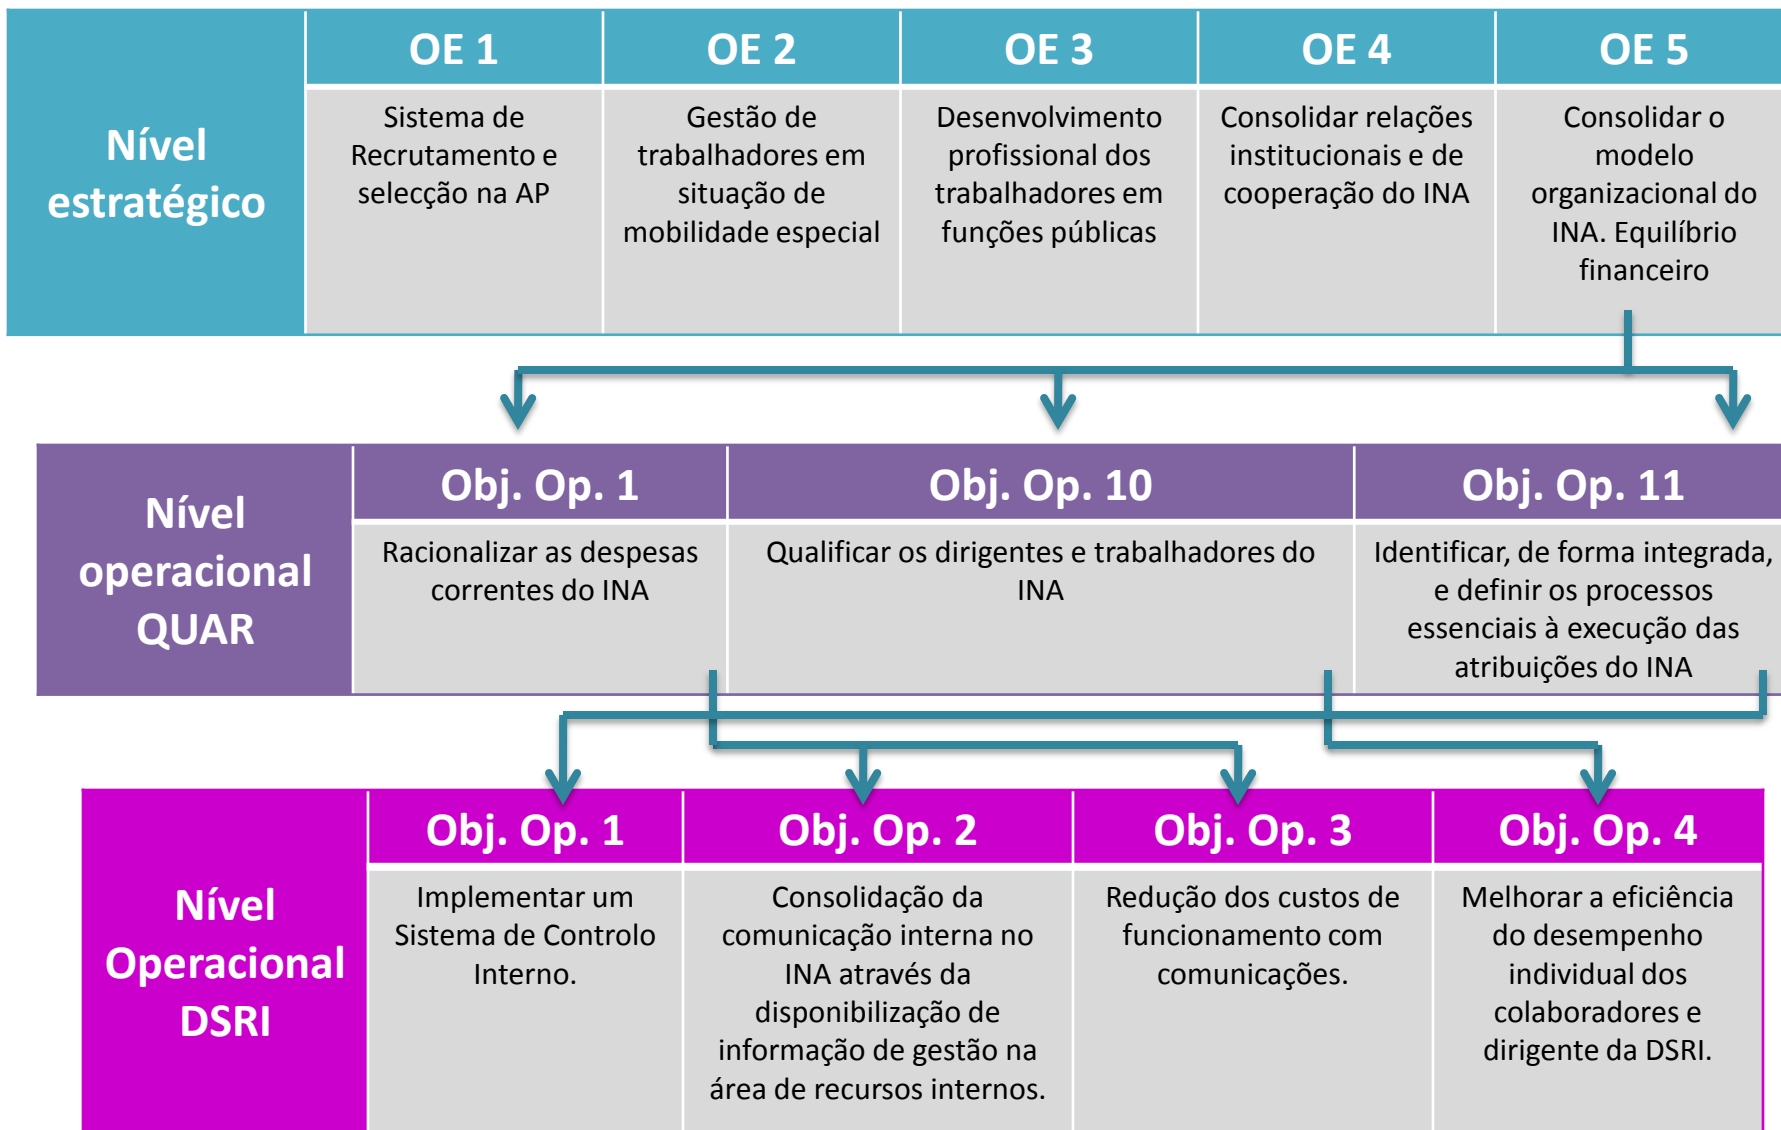 Nível
estratégico
OE 1
OE 2
OE 3
OE 4
OE 5
Sistema de
Recrutamento e
selecção na AP
Gestão de
trabalhadores em
situação de
mobilidade especial
Desenvolvimento
profissional dos
trabalhadores em
funções públicas
Consolidar relações
institucionais e de
cooperação do INA
Consolidar o
modelo
organizacional do
INA. Equilíbrio
financeiro
Nível
operacional
QUAR
Obj. Op. 1
Obj. Op. 10
Obj. Op. 11
Racionalizar as despesas
correntes do INA
Qualificar os dirigentes e trabalhadores do
INA
Identificar, de forma integrada,
e definir os processos
essenciais à execução das
atribuições do INA
Nível
Operacional
DSRI
Obj. Op. 1
Obj. Op. 2
Obj. Op. 3
Obj. Op. 4
Implementar um
Sistema de Controlo
Interno.
Consolidação da
comunicação interna no
INA através da
disponibilização de
informação de gestão na
área de recursos internos.
Redução dos custos de
funcionamento com
comunicações.
Melhorar a eficiência
do desempenho
individual dos
colaboradores e
dirigente da DSRI.